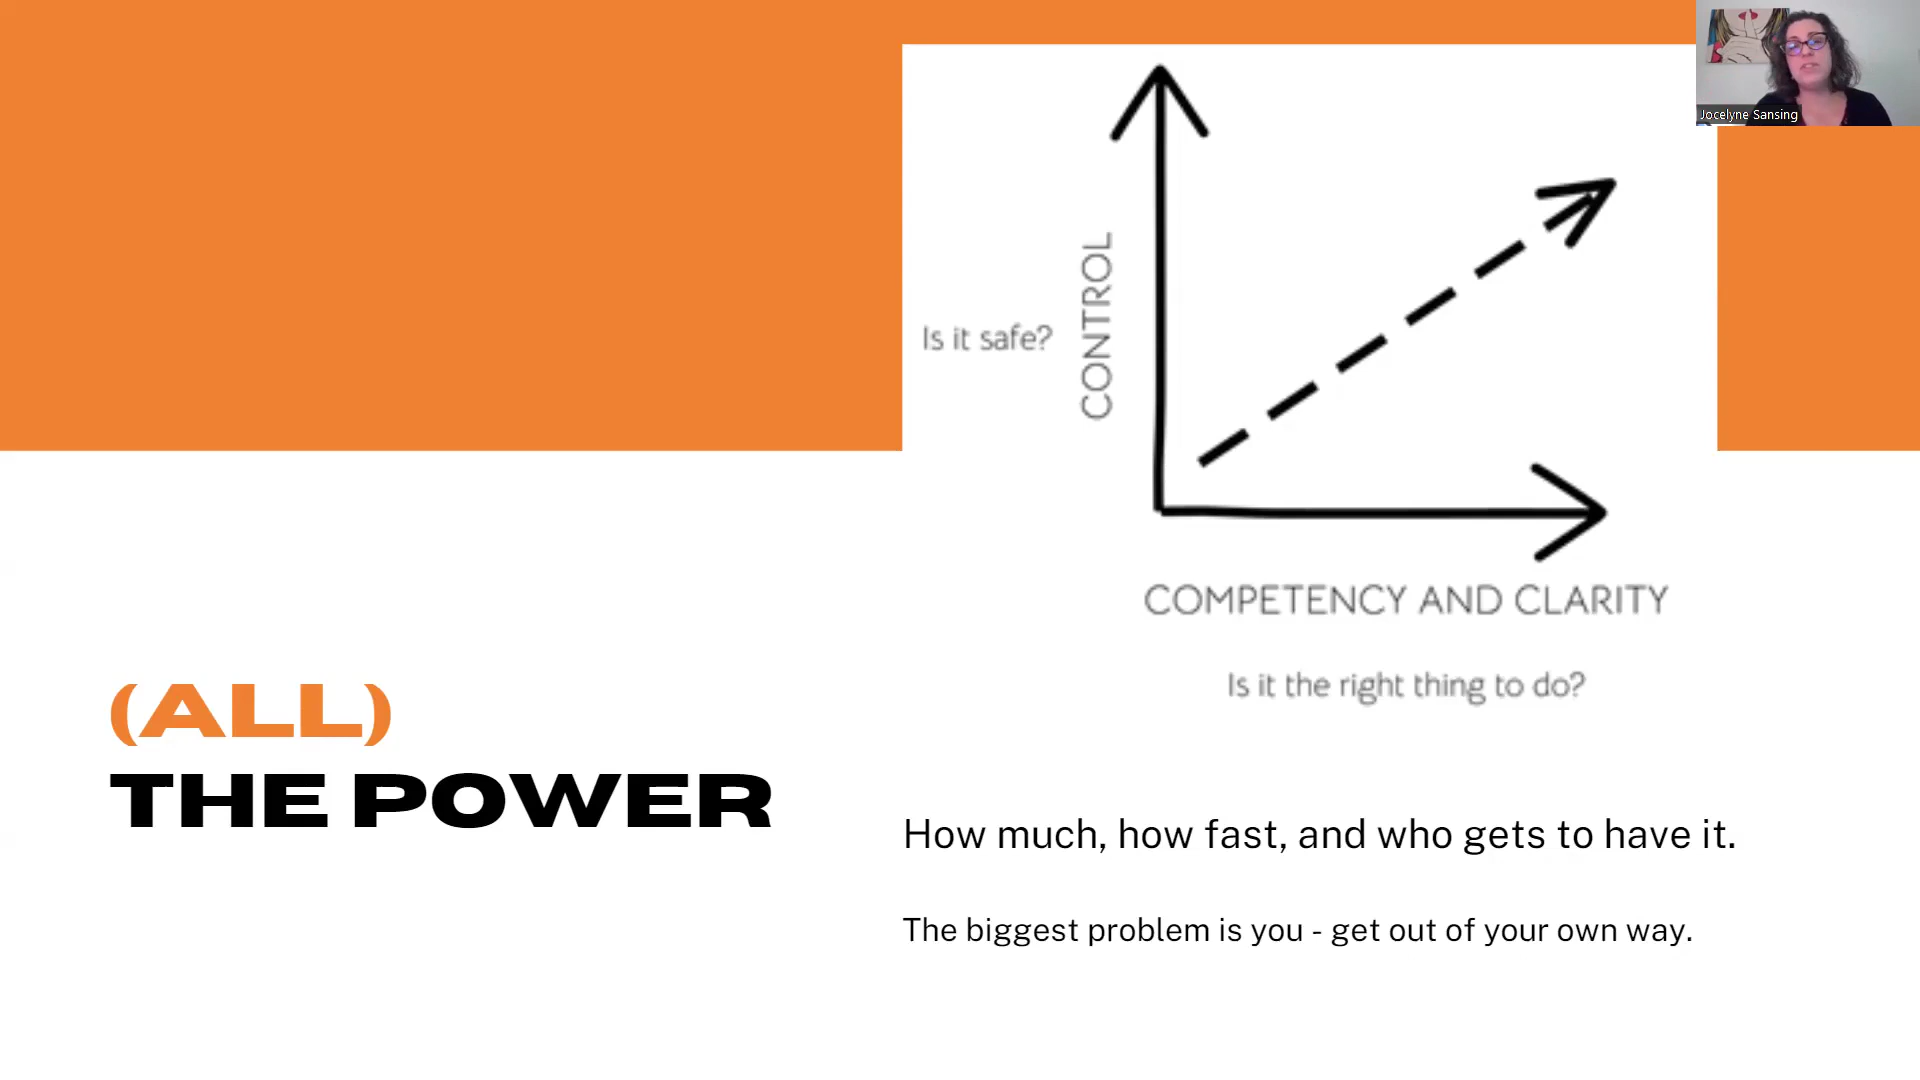 Jocelyne Sansing
CONTROL
Is it safe?
COMPETENCY AND CLARITY
Is it the right thing to do?
(ALL)
THE POWER
How much, how fast, and who gets to have it.
The biggest problem is you - get out of your own way.